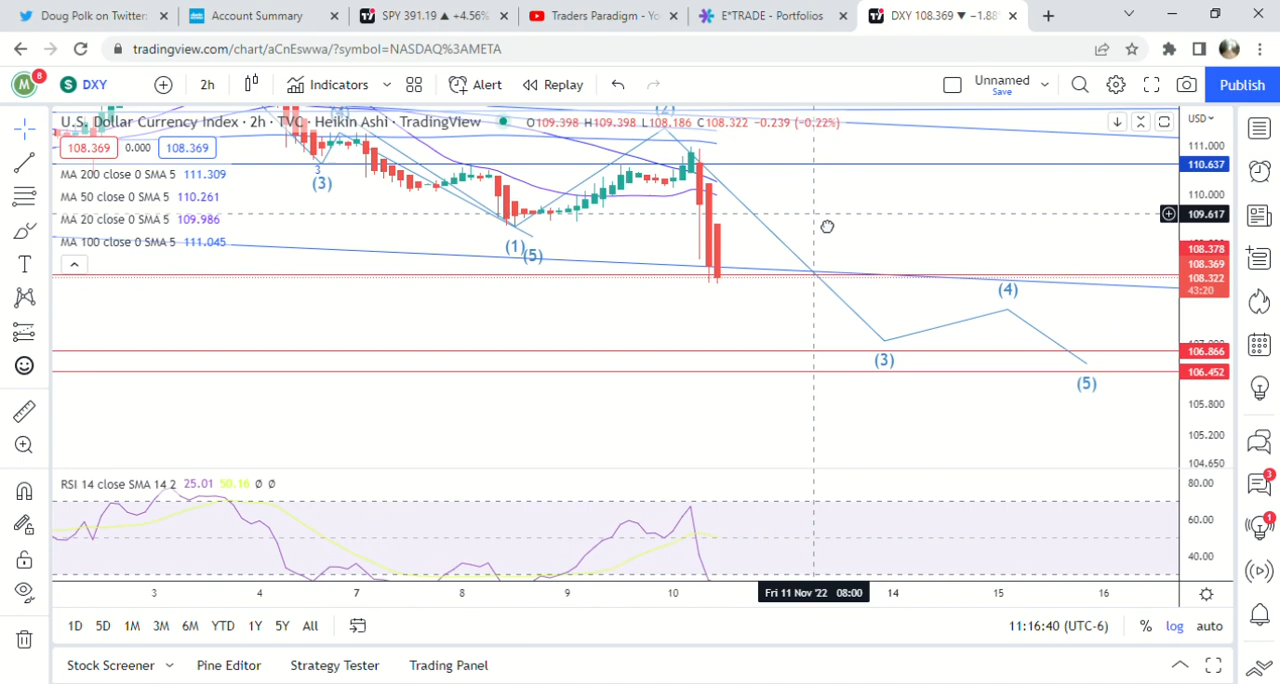 Doug Polk on Twitter:
Account Summary
SPY 391.19 ▲ +4.56%
Traders Paradigm - Yo
E*TRADE - Portfolios
DXY 108.369 ▼ −1.88
tradingview.com/chart/aCnEswwa/?symbol=NASDAQ%3AMETA
M
8
S
DXY
2h
Indicators
Alert
Replay
Unnamed
Save
Publish
U.S. Dollar Currency Index · 2h · TVC · Heikin Ashi · TradingView
O109.398 H109.398 L108.186 C108.322 −0.239 (−0.22%)
USD
108.369
0.000
108.369
MA 200 close 0 SMA 5 111.309
MA 50 close 0 SMA 5 110.261
MA 20 close 0 SMA 5 109.986
MA 100 close 0 SMA 5 111.045
(2)
3
(3)
(1)
(5)
(3)
(4)
(5)
111.000
110.637
110.000
109.617
108.378
108.369
108.322
43:20
106.866
106.452
105.800
105.200
104.650
RSI 14 close SMA 14 2 25.01 50.16 Ø Ø
80.00
60.00
40.00
3
4
7
8
9
10
Fri 11 Nov '22 08:00
14
15
16
3
1
1D 5D 1M 3M 6M YTD 1Y 5Y All
11:16:40 (UTC-6)
% log auto
Stock Screener
Pine Editor
Strategy Tester
Trading Panel